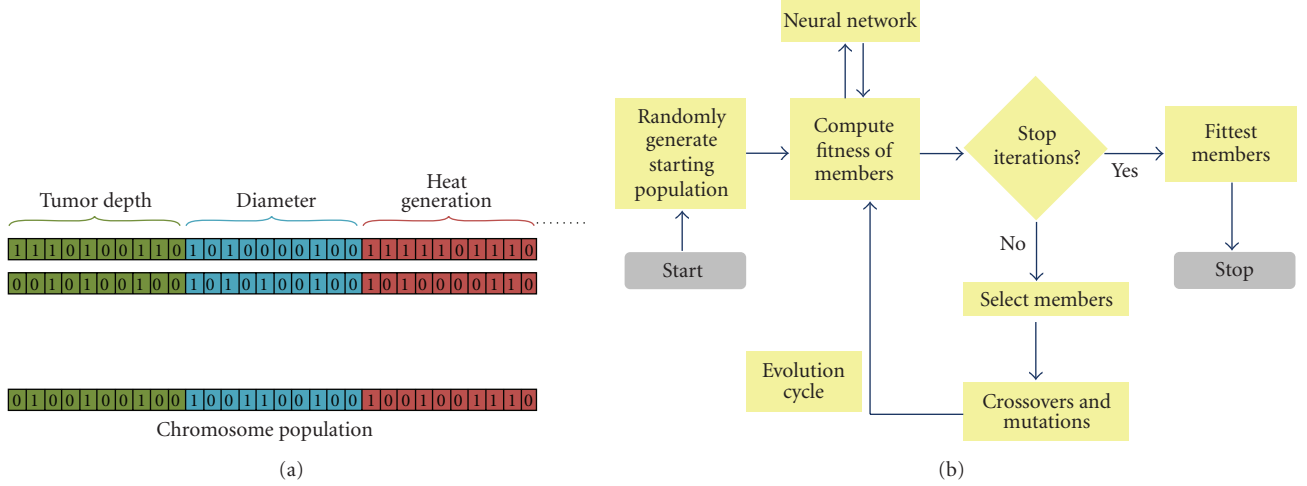 Tumor depth
Diameter
Heat
generation
1 1 1 0 1 0 0 1 1 0 1 0 1 0 0 0 0 1 0 0 1 1 1 1 1 0 1 1 1 0
0 0 1 0 1 0 0 1 0 0 1 0 1 0 1 0 0 1 0 0 1 0 1 0 0 0 0 1 1 0
0 1 0 0 1 0 0 1 0 0 1 0 0 1 1 0 0 1 0 0 1 0 0 1 0 0 1 1 1 0
Chromosome population
(a)
Neural network
Randomly
generate
starting
population
Compute
fitness of
members
Stop
iterations?
Yes
Fittest
members
No
Start
Stop
Select members
Evolution
cycle
Crossovers and
mutations
(b)